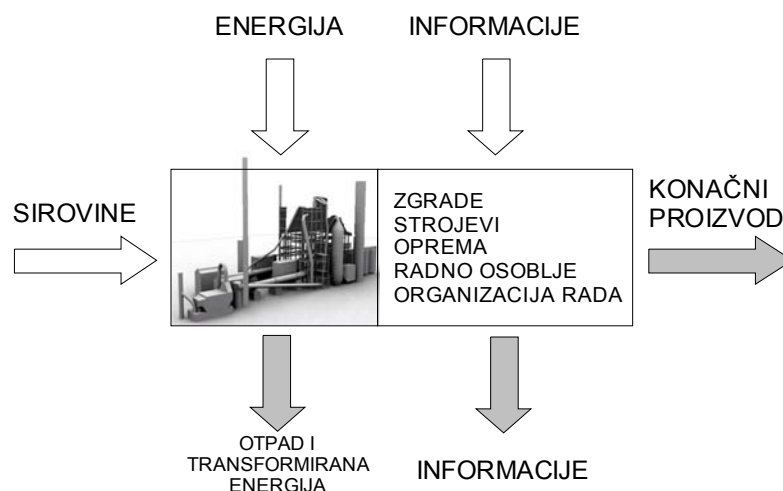 ENERGIJA
INFORMACIJE
SIROVINE
ZGRADE
STROJEVI
OPREMA
RADNO OSOBLJE
ORGANIZACIJA RADA
KONAČNI
PROIZVOD
OTPAD I
TRANSFORMIRANA
ENERGIJA
INFORMACIJE